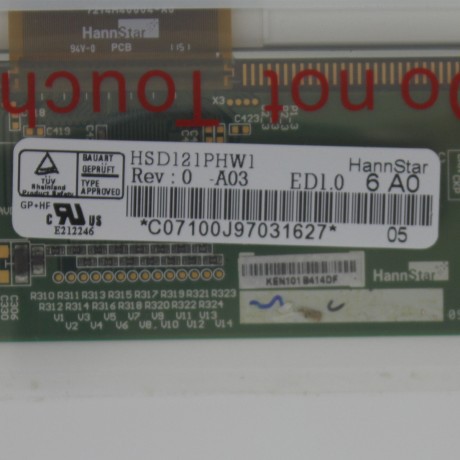 HannStar
94V-0 PCB 1151
Do not Touch
C419
C423
BAUART GEPRÜFT
TYPE APPROVED
TÜV
Rheinland
Product Safety
HSD121PHW1
Rev : 0 -A03
ED1.0
HannStar
6 A0
GP+HF
C US
E212246
*C07100J97031627*
05
HannStar
R310 R311 R313 R315 R317 R319 R321 R323
R312 R314 R316 R318 R320 R322 R324
V1 V3 V5 V7 V9 V11 V13
V2 V4 V6 V8 V10 V12 V14
C304
C330